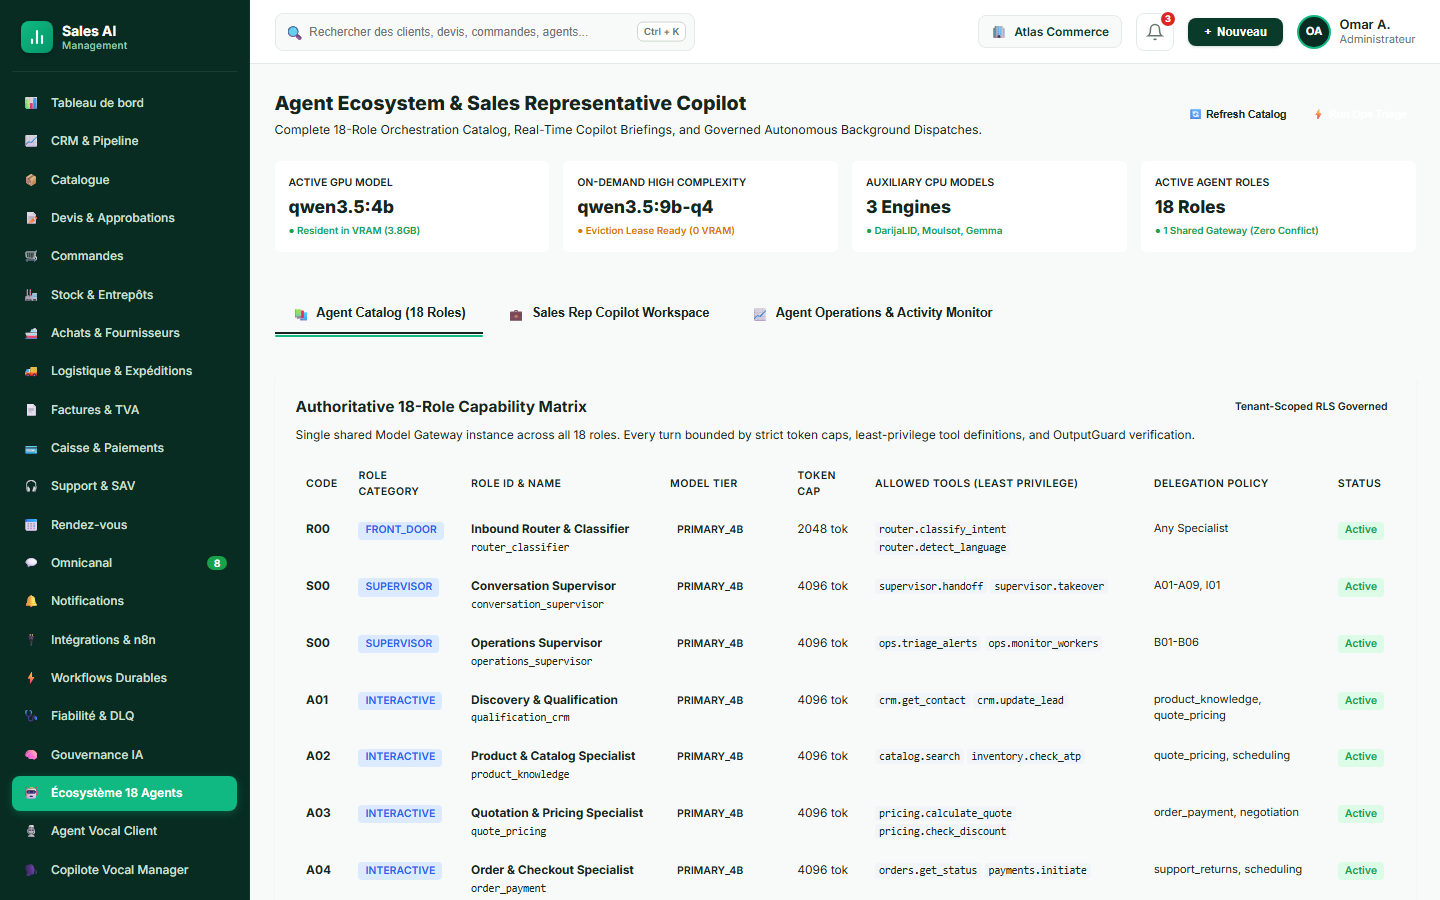 Sales AI
Management
Tableau de bord
CRM & Pipeline
Catalogue
Devis & Approbations
Commandes
Stock & Entrepôts
Achats & Fournisseurs
Logistique & Expéditions
Factures & TVA
Caisse & Paiements
Support & SAV
Rendez-vous
Omnicanal 8
Notifications
Intégrations & n8n
Workflows Durables
Fiabilité & DLQ
Gouvernance IA
Écosystème 18 Agents
Agent Vocal Client
Copilote Vocal Manager
Rechercher des clients, devis, commandes, agents... Ctrl + K
Atlas Commerce
3
+ Nouveau
OA
Omar A.
Administrateur
Agent Ecosystem & Sales Representative Copilot
Complete 18-Role Orchestration Catalog, Real-Time Copilot Briefings, and Governed Autonomous Background Dispatches.
Refresh Catalog
Run Ops Triage
ACTIVE GPU MODEL
qwen3.5:4b
● Resident in VRAM (3.8GB)
ON-DEMAND HIGH COMPLEXITY
qwen3.5:9b-q4
● Eviction Lease Ready (0 VRAM)
AUXILIARY CPU MODELS
3 Engines
● DarijaLID, Moulsot, Gemma
ACTIVE AGENT ROLES
18 Roles
● 1 Shared Gateway (Zero Conflict)
Agent Catalog (18 Roles) Sales Rep Copilot Workspace Agent Operations & Activity Monitor
Authoritative 18-Role Capability Matrix Tenant-Scoped RLS Governed
Single shared Model Gateway instance across all 18 roles. Every turn bounded by strict token caps, least-privilege tool definitions, and OutputGuard verification.
CODE ROLE CATEGORY ROLE ID & NAME MODEL TIER TOKEN CAP ALLOWED TOOLS (LEAST PRIVILEGE) DELEGATION POLICY STATUS
R00 FRONT_DOOR Inbound Router & Classifier PRIMARY_4B 2048 tok router.classify_intent Any Specialist Active
router_classifier router.detect_language
S00 SUPERVISOR Conversation Supervisor PRIMARY_4B 4096 tok supervisor.handoff supervisor.takeover A01-A09, I01 Active
conversation_supervisor
S00 SUPERVISOR Operations Supervisor PRIMARY_4B 4096 tok ops.triage_alerts ops.monitor_workers B01-B06 Active
operations_supervisor
A01 INTERACTIVE Discovery & Qualification PRIMARY_4B 4096 tok crm.get_contact crm.update_lead product_knowledge, Active
qualification_crm quote_pricing
A02 INTERACTIVE Product & Catalog Specialist PRIMARY_4B 4096 tok catalog.search inventory.check_atp quote_pricing, scheduling Active
product_knowledge
A03 INTERACTIVE Quotation & Pricing Specialist PRIMARY_4B 4096 tok pricing.calculate_quote order_payment, negotiation Active
quote_pricing pricing.check_discount
A04 INTERACTIVE Order & Checkout Specialist PRIMARY_4B 4096 tok orders.get_status payments.initiate support_returns, scheduling Active
order_payment